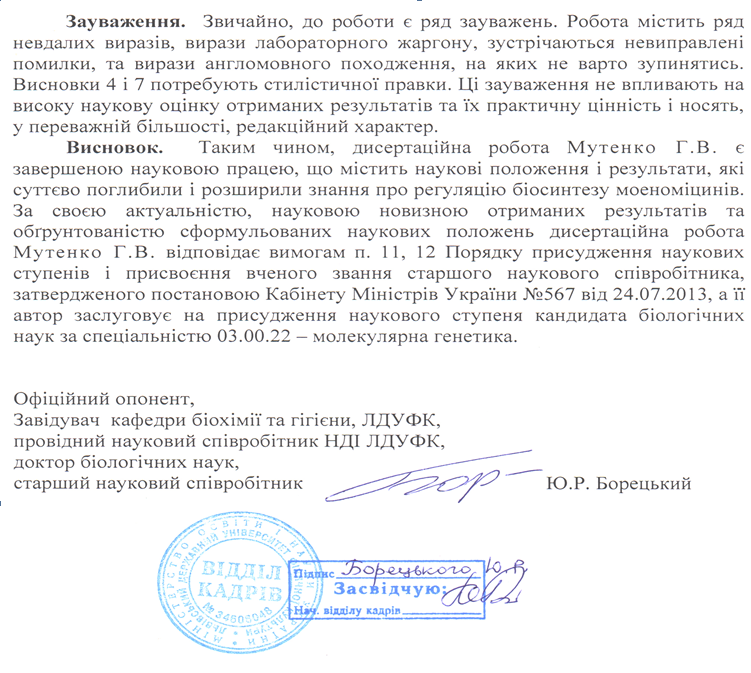 Зауваження. Звичайно, до роботи є ряд зауважень. Робота містить ряд
невдалих виразів, вирази лабораторного жаргону, зустрічаються невиправлені
помилки, та вирази англомовного походження, на яких не варто зупинятись.
Висновки 4 і 7 потребують стилістичної правки. Ці зауваження не впливають на
високу наукову оцінку отриманих результатів та їх практичну цінність і носять,
у переважній більшості, редакційний характер.
Висновок. Таким чином, дисертаційна робота Мутенко Г.В. є
завершеною науковою працею, що містить наукові положення і результати, які
суттєво поглибили і розширили знання про регуляцію біосинтезу моеноміцинів.
За своєю актуальністю, науковою новизною отриманих результатів та
обґрунтованістю сформульованих наукових положень дисертаційна робота
Мутенко Г.В. відповідає вимогам п. 11, 12 Порядку присудження наукових
ступенів і присвоєння вченого звання старшого наукового співробітника,
затвердженого постановою Кабінету Міністрів України №567 від 24.07.2013, а її
автор заслуговує на присудження наукового ступеня кандидата біологічних
наук за спеціальністю 03.00.22 – молекулярна генетика.
Офіційний опонент,
Завідувач кафедри біохімії та гігієни, ЛДУФК,
провідний науковий співробітник НДІ ЛДУФК,
доктор біологічних наук,
старший науковий співробітник Ю.Р. Борецький
ВІДДІЛ
КАДРІВ
№ 34606048
Підпис Борецького Ю.Р.
Засвідчую:
Нач. відділу кадрів